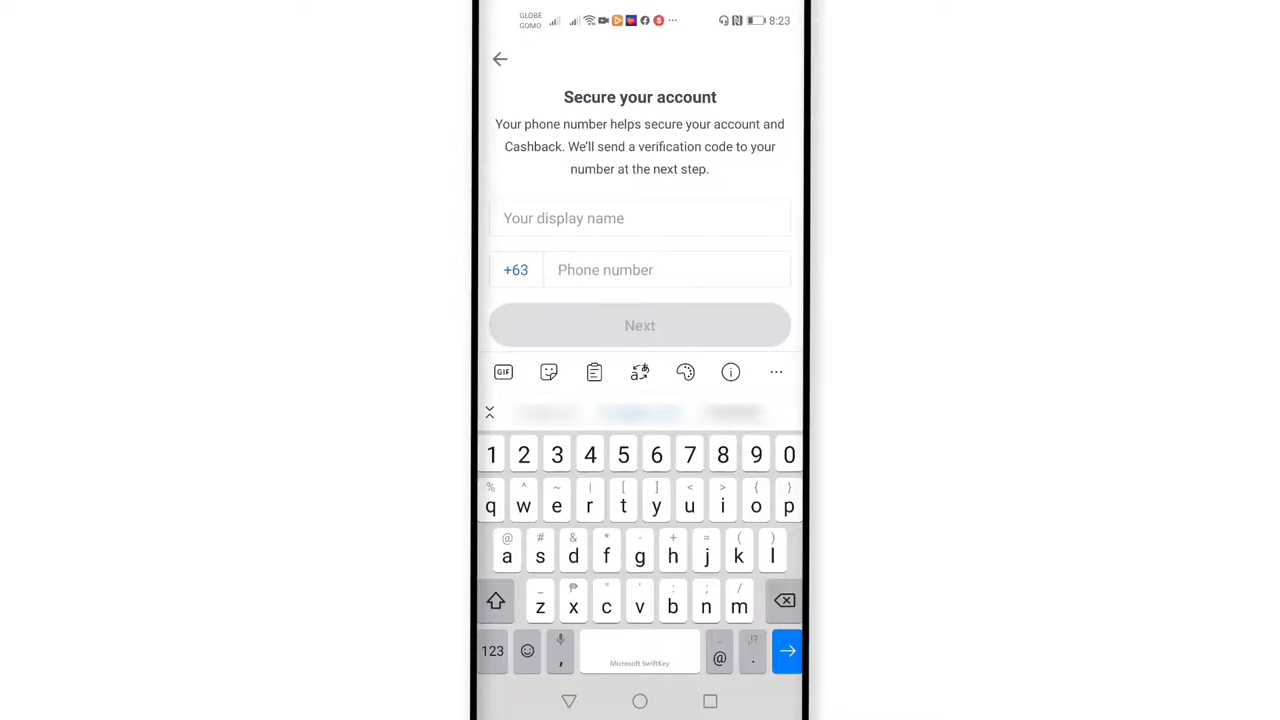 GLOBE
GOMO
8:23
Secure your account
Your phone number helps secure your account and
Cashback. We'll send a verification code to your
number at the next step.
Your display name
+63 Phone number
Next
GIF
1 2 3 4 5 6 7 8 9 0
% ^ ~ | [ ] < > { }
q w e r t y u i o p
@ # & * - + = ( )
a s d f g h j k l
_ ₱ " ' : ; /
z x c v b n m
123 , Microsoft SwiftKey @ . ,!?